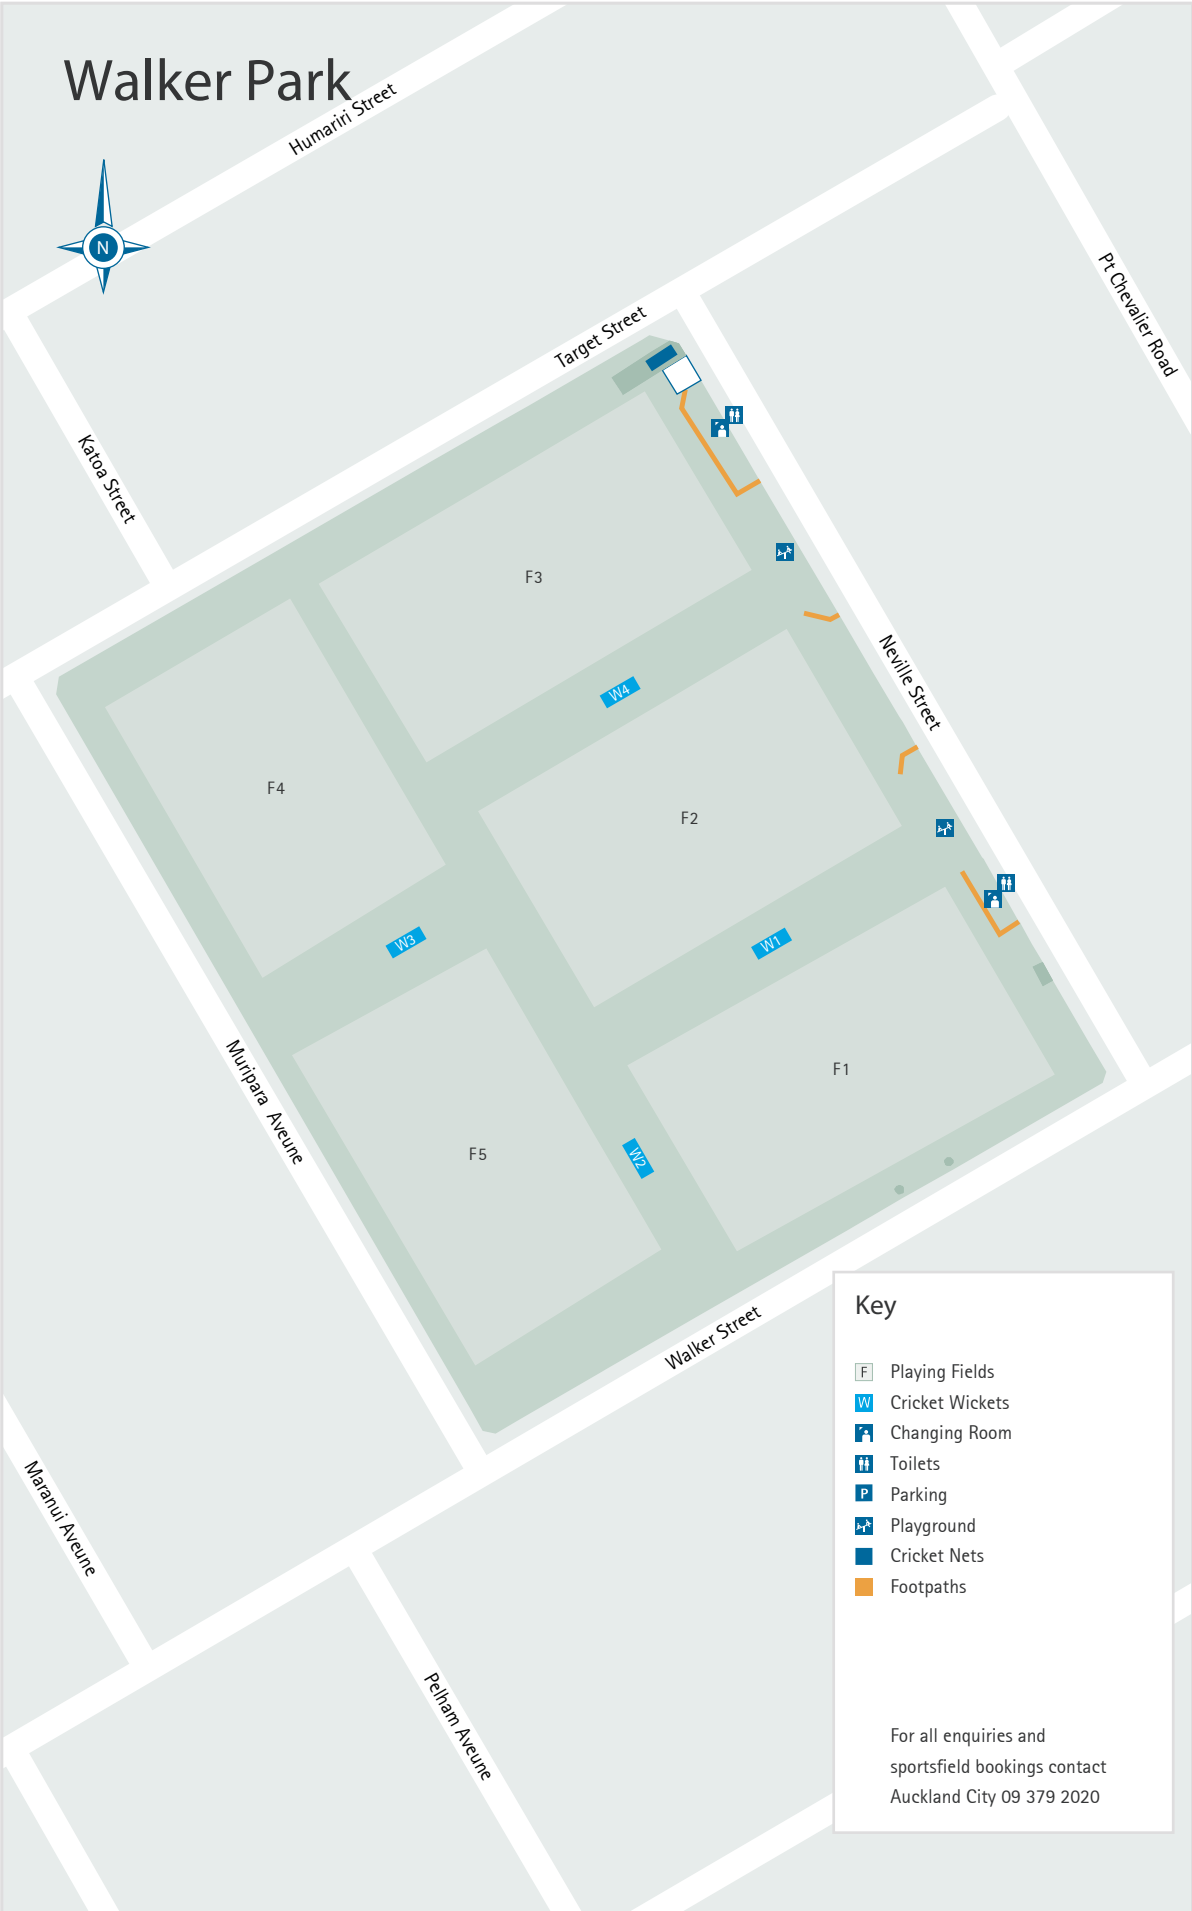 Walker Park
Humariri Street
N
Pt Chevalier Road
Target Street
Katoa Street
F3
Neville Street
W4
F4
F2
W3
W1
Muripara Aveune
F1
F5
W2
Walker Street
Key
F Playing Fields
W Cricket Wickets
Changing Room
Toilets
P Parking
Playground
Cricket Nets
Footpaths
Maranui Aveune
Pelham Aveune
For all enquiries and
sportsfield bookings contact
Auckland City 09 379 2020